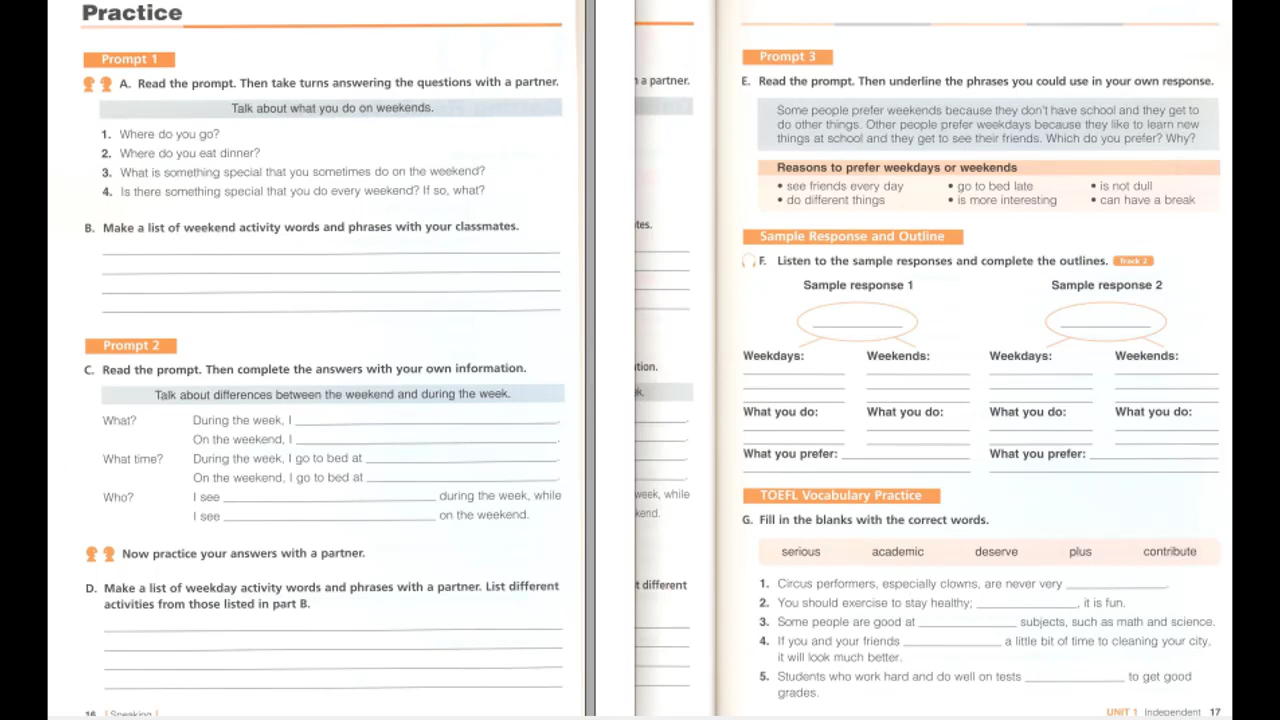 Practice
Prompt 1
A. Read the prompt. Then take turns answering the questions with a partner.
Talk about what you do on weekends.
1. Where do you go?
2. Where do you eat dinner?
3. What is something special that you sometimes do on the weekend?
4. Is there something special that you do every weekend? If so, what?
B. Make a list of weekend activity words and phrases with your classmates.
Prompt 2
C. Read the prompt. Then complete the answers with your own information.
Talk about differences between the weekend and during the week.
What? During the week, I ____.
On the weekend, I ____.
What time? During the week, I go to bed at ____.
On the weekend, I go to bed at ____.
Who? I see ____ during the week, while
I see ____ on the weekend.
Now practice your answers with a partner.
D. Make a list of weekday activity words and phrases with a partner. List different
activities from those listed in part B.
16 | Speaking |
a partner.
tes.
tion.
k.
week, while
kend.
t different
Prompt 3
E. Read the prompt. Then underline the phrases you could use in your own response.
Some people prefer weekends because they don't have school and they get to
do other things. Other people prefer weekdays because they like to learn new
things at school and they get to see their friends. Which do you prefer? Why?
Reasons to prefer weekdays or weekends
• see friends every day • go to bed late • is not dull
• do different things • is more interesting • can have a break
Sample Response and Outline
F. Listen to the sample responses and complete the outlines. Track 2
Sample response 1 Sample response 2
Weekdays: Weekends: Weekdays: Weekends:
What you do: What you do: What you do: What you do:
What you prefer: ____ What you prefer: ____
TOEFL Vocabulary Practice
G. Fill in the blanks with the correct words.
serious academic deserve plus contribute
1. Circus performers, especially clowns, are never very ____.
2. You should exercise to stay healthy; ____, it is fun.
3. Some people are good at ____ subjects, such as math and science.
4. If you and your friends ____ a little bit of time to cleaning your city,
it will look much better.
5. Students who work hard and do well on tests ____ to get good
grades.
UNIT 1 Independent 17